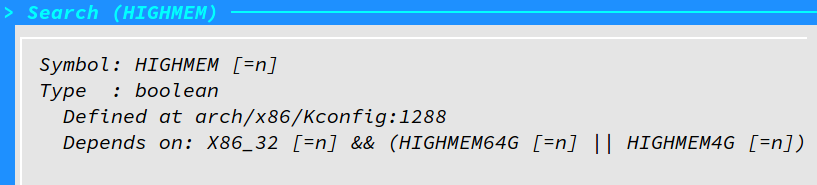 > Search (HIGHMEM)
Symbol: HIGHMEM [=n]
Type  : boolean
  Defined at arch/x86/Kconfig:1288
  Depends on: X86_32 [=n] && (HIGHMEM64G [=n] || HIGHMEM4G [=n])